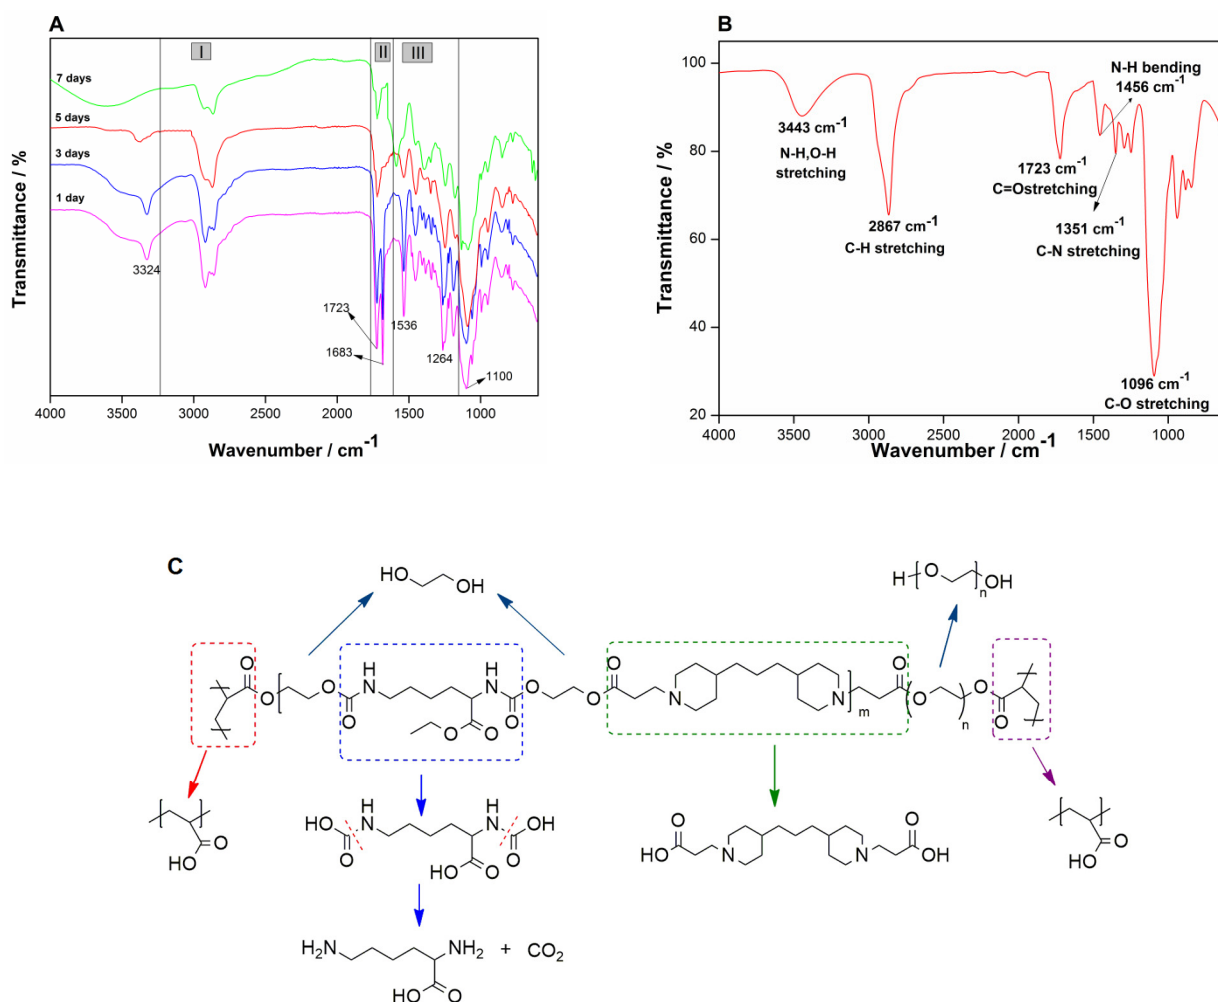 A
I
II
III
7 days
5 days
3 days
1 day
3324
1723
1683
1536
1264
1100
Transmittance / %
4000 3500 3000 2500 2000 1500 1000
Wavenumber / cm-1
B
100
80
60
40
20
Transmittance / %
3443 cm-1
N-H,O-H
stretching
2867 cm-1
C-H stretching
1723 cm-1
C=Ostretching
N-H bending
1456 cm-1
1351 cm-1
C-N stretching
1096 cm-1
C-O stretching
4000 3500 3000 2500 2000 1500 1000
Wavenumber / cm-1
C
HO
OH
H
O
OH
n
O
O
O
O
H
N
O
O
O
H
N
O
O
O
O
O
N
N
m
O
O
O
n
O
O
HO
O
HO
O
H
N
HO
O
H
N
OH
O
O
HO
O
N
N
O
OH
HO
O
H2N
NH2
HO
O
+ CO2